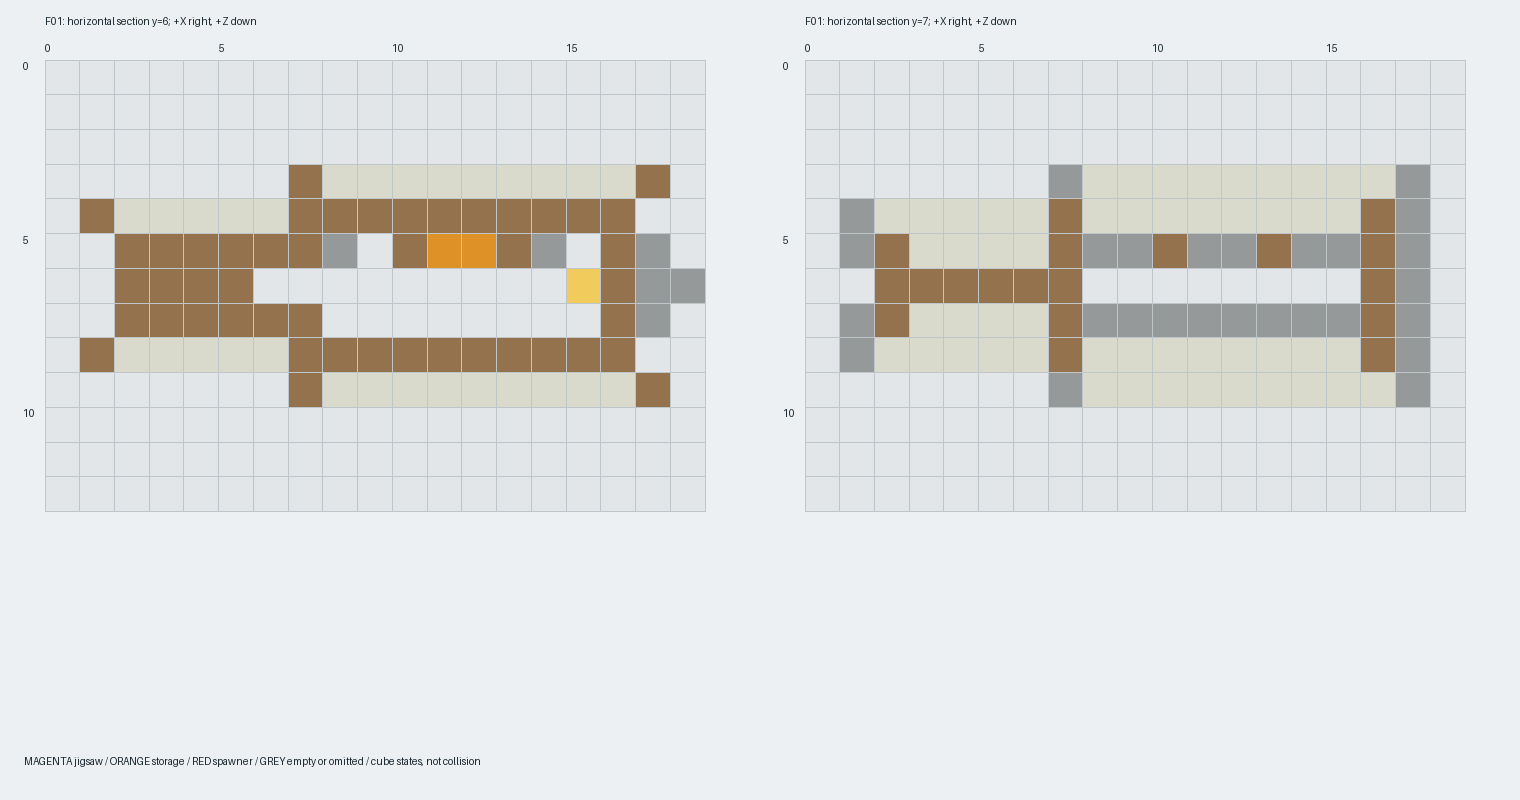 F01: horizontal section y=6; +X right, +Z down
F01: horizontal section y=7; +X right, +Z down
0 5 10 15
0 5 10 15
0 0
5 5
10 10
MAGENTA jigsaw / ORANGE storage / RED spawner / GREY empty or omitted / cube states, not collision